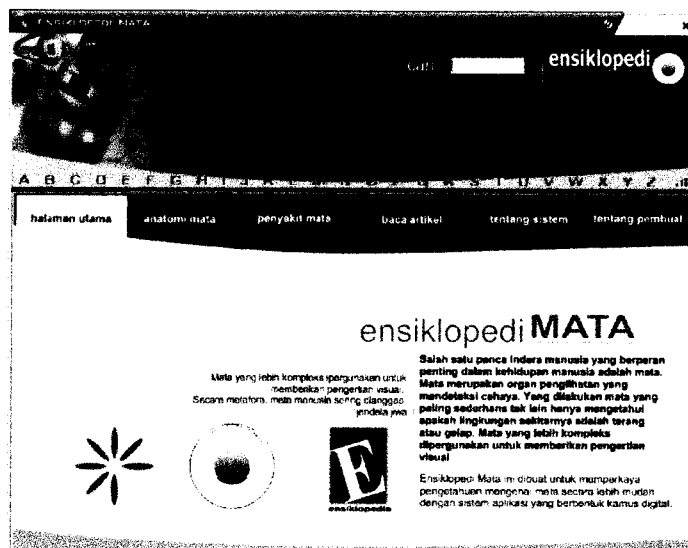 ENSIKLOPEDI MATA
Cari
ensiklopedi
A B C D E F G H I J K L M N O P Q R S T U V W X Y Z
halaman utama anatomi mata penyakit mata baca artikel tentang sistem tentang pembuat
ensiklopedi MATA
Mata yang lebih kompleks ipergunakan untuk
memberikan pengertian visual.
Secara metafora, mata manusia sering dianggap
jendela jiwa
Salah satu panca Indera manusia yang berperan
penting dalam kehidupan manusia adalah mata.
Mata merupakan organ penglihatan yang
mendeteksi cahaya. Yang dilakukan mata yang
paling sederhana tak lain hanya mengetahui
apakah lingkungan sekitarnya adalah terang
atau gelap. Mata yang lebih kompleks
dipergunakan untuk memberikan pengertian
visual
E
ensiklopedia
Ensiklopedi Mata ini dibuat untuk memperkaya
pengetahuan mengenai mata secara lebih mudah
dengan sistem aplikasi yang berbentuk kamus digital.